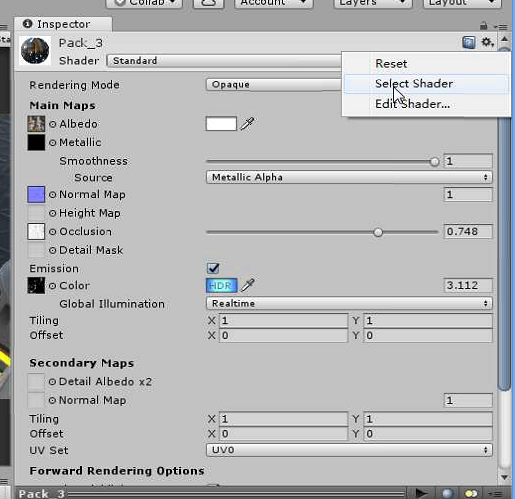 Collab
Account
Layers
Layout
Inspector
Pack_3
Shader Standard
Reset
Select Shader
Edit Shader...
Rendering Mode Opaque
Main Maps
Albedo
Metallic
Smoothness 1
Source Metallic Alpha
Normal Map 1
Height Map
Occlusion 0.748
Detail Mask
Emission
Color HDR 3.112
Global Illumination Realtime
Tiling X 1 Y 1
Offset X 0 Y 0
Secondary Maps
Detail Albedo x2
Normal Map 1
Tiling X 1 Y 1
Offset X 0 Y 0
UV Set UV0
Forward Rendering Options
Pack_3